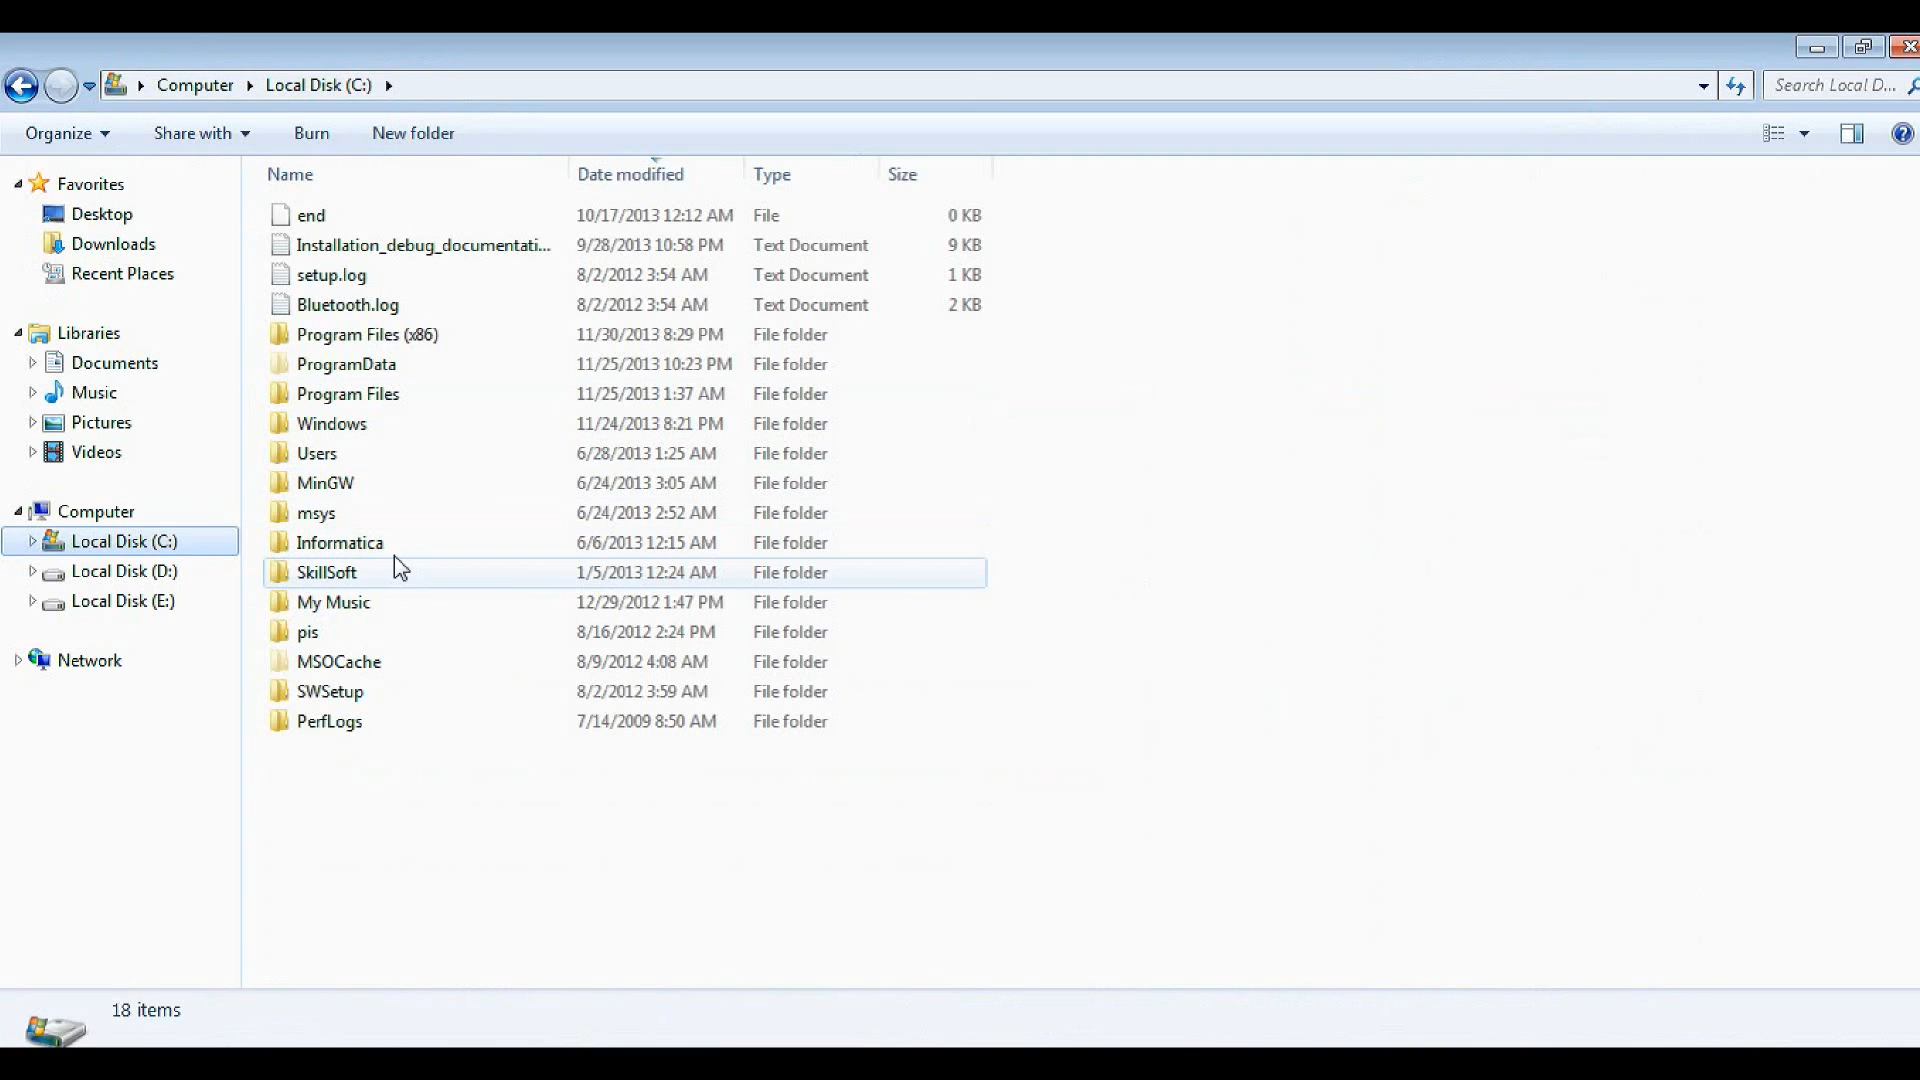 Computer Local Disk (C:) Search Local D...
Organize Share with Burn New folder
Favorites
Desktop
Downloads
Recent Places
Libraries
Documents
Music
Pictures
Videos
Computer
Local Disk (C:)
Local Disk (D:)
Local Disk (E:)
Network
Name Date modified Type Size
end 10/17/2013 12:12 AM File 0 KB
Installation_debug_documentati... 9/28/2013 10:58 PM Text Document 9 KB
setup.log 8/2/2012 3:54 AM Text Document 1 KB
Bluetooth.log 8/2/2012 3:54 AM Text Document 2 KB
Program Files (x86) 11/30/2013 8:29 PM File folder
ProgramData 11/25/2013 10:23 PM File folder
Program Files 11/25/2013 1:37 AM File folder
Windows 11/24/2013 8:21 PM File folder
Users 6/28/2013 1:25 AM File folder
MinGW 6/24/2013 3:05 AM File folder
msys 6/24/2013 2:52 AM File folder
Informatica 6/6/2013 12:15 AM File folder
SkillSoft 1/5/2013 12:24 AM File folder
My Music 12/29/2012 1:47 PM File folder
pis 8/16/2012 2:24 PM File folder
MSOCache 8/9/2012 4:08 AM File folder
SWSetup 8/2/2012 3:59 AM File folder
PerfLogs 7/14/2009 8:50 AM File folder
18 items